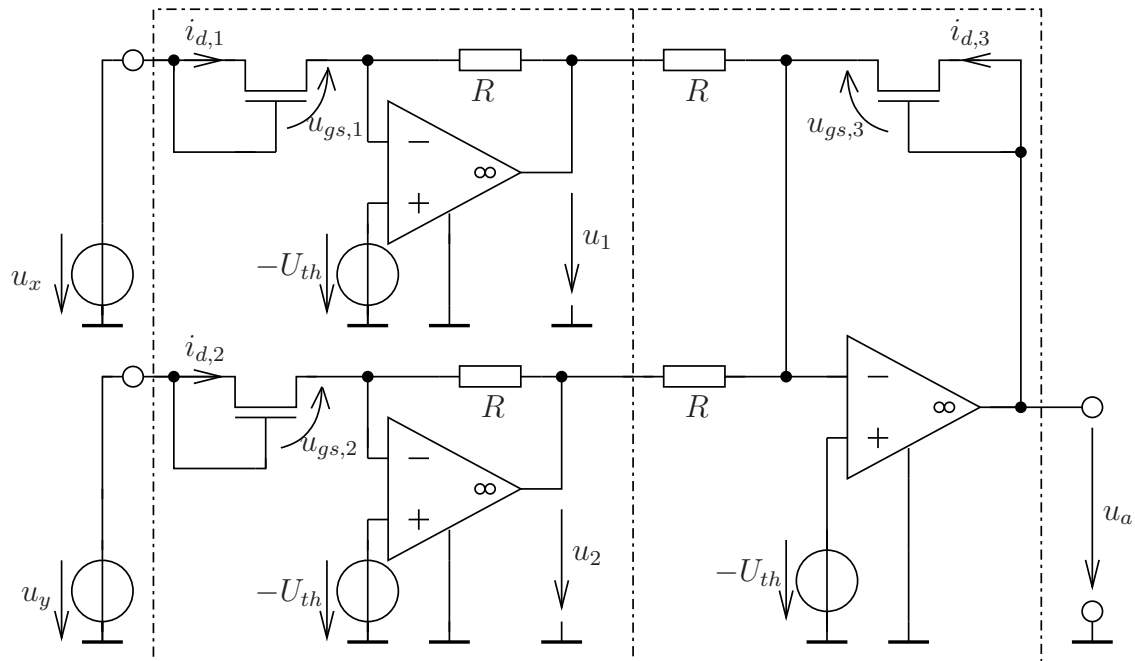 i_{d,1}
i_{d,3}
R
R
u_{gs,1}
u_{gs,3}
−
∞
+
u_x
−U_{th}
u_1
i_{d,2}
R
R
u_{gs,2}
−
∞
+
−
∞
+
u_y
−U_{th}
u_2
−U_{th}
u_a